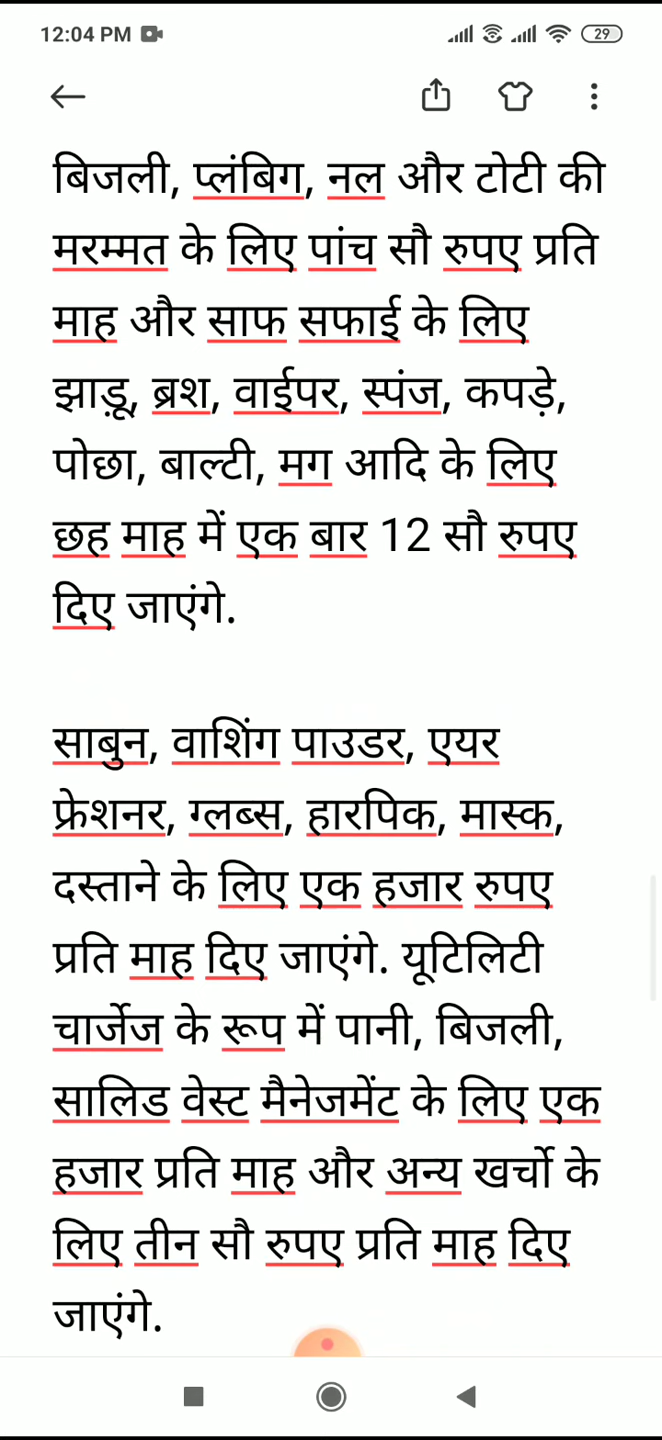 12:04 PM 29
बिजली, प्लंबिग, नल और टोटी की
मरम्मत के लिए पांच सौ रुपए प्रति
माह और साफ सफाई के लिए
झाड़ू, ब्रश, वाईपर, स्पंज, कपड़े,
पोछा, बाल्टी, मग आदि के लिए
छह माह में एक बार 12 सौ रुपए
दिए जाएंगे.
साबुन, वाशिंग पाउडर, एयर
फ्रेशनर, ग्लब्स, हारपिक, मास्क,
दस्ताने के लिए एक हजार रुपए
प्रति माह दिए जाएंगे. यूटिलिटी
चार्जेज के रूप में पानी, बिजली,
सालिड वेस्ट मैनेजमेंट के लिए एक
हजार प्रति माह और अन्य खर्चो के
लिए तीन सौ रुपए प्रति माह दिए
जाएंगे.